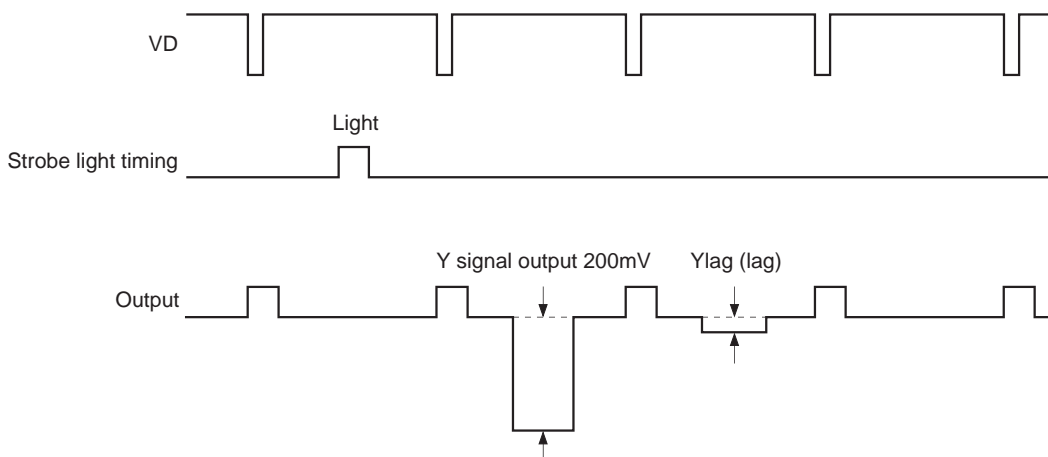 VD
Light
Strobe light timing
Y signal output 200mV
Ylag (lag)
Output